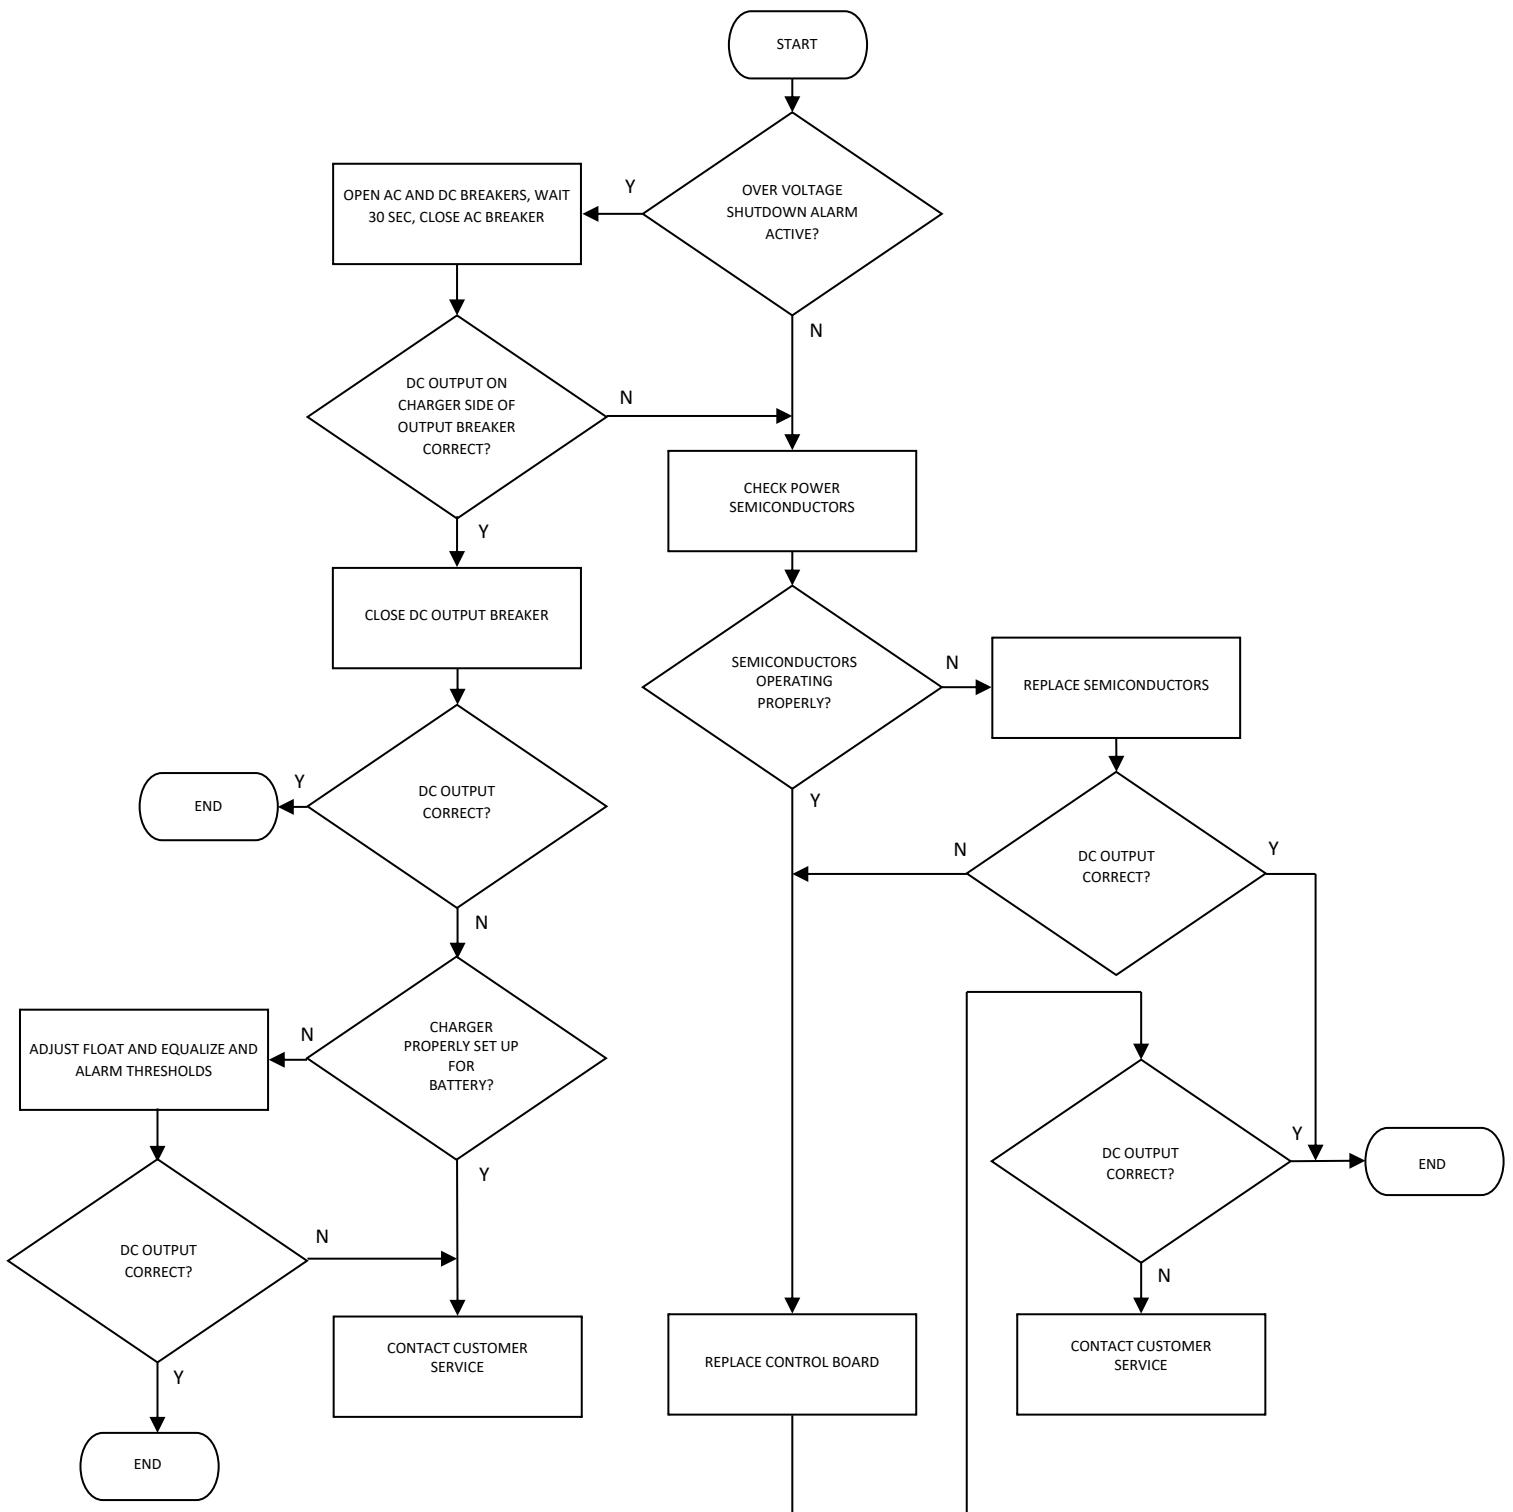 START
OVER VOLTAGE
SHUTDOWN ALARM
ACTIVE?
Y
N
OPEN AC AND DC BREAKERS, WAIT
30 SEC, CLOSE AC BREAKER
DC OUTPUT ON
CHARGER SIDE OF
OUTPUT BREAKER
CORRECT?
N
Y
CHECK POWER
SEMICONDUCTORS
CLOSE DC OUTPUT BREAKER
SEMICONDUCTORS
OPERATING
PROPERLY?
N
Y
REPLACE SEMICONDUCTORS
DC OUTPUT
CORRECT?
Y
N
END
DC OUTPUT
CORRECT?
N
Y
CHARGER
PROPERLY SET UP
FOR
BATTERY?
N
Y
ADJUST FLOAT AND EQUALIZE AND
ALARM THRESHOLDS
DC OUTPUT
CORRECT?
N
Y
END
CONTACT CUSTOMER
SERVICE
REPLACE CONTROL BOARD
DC OUTPUT
CORRECT?
Y
N
END
CONTACT CUSTOMER
SERVICE